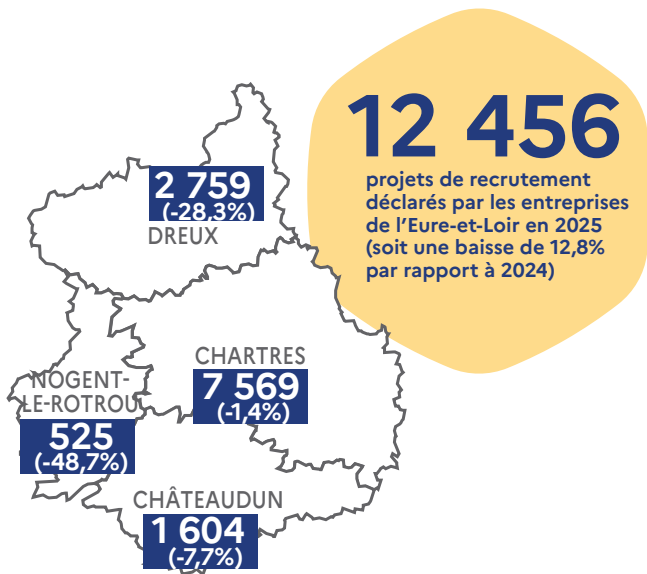 12 456
projets de recrutement
déclarés par les entreprises
de l'Eure-et-Loir en 2025
(soit une baisse de 12,8%
par rapport à 2024)
2 759
(-28,3%)
DREUX
CHARTRES
7 569
(-1,4%)
NOGENT-
LE-ROTROU
525
(-48,7%)
CHÂTEAUDUN
1 604
(-7,7%)